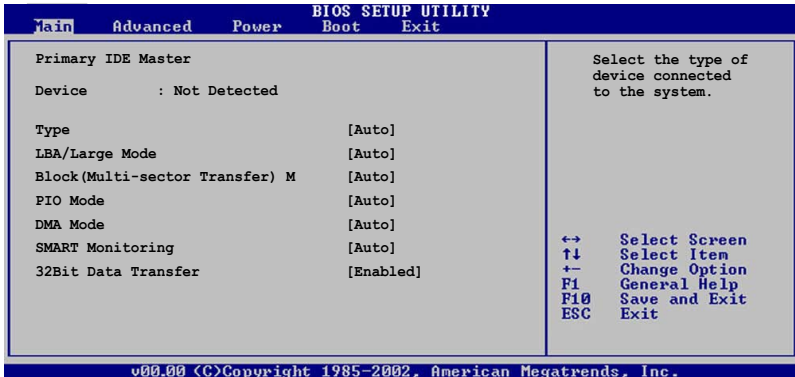 BIOS SETUP UTILITY
Main Advanced Power Boot Exit
Primary IDE Master
Device : Not Detected
Type [Auto]
LBA/Large Mode [Auto]
Block(Multi-sector Transfer) M [Auto]
PIO Mode [Auto]
DMA Mode [Auto]
SMART Monitoring [Auto]
32Bit Data Transfer [Enabled]
Select the type of
device connected
to the system.
←→ Select Screen
↑↓ Select Item
+- Change Option
F1 General Help
F10 Save and Exit
ESC Exit
v00.00 (C)Copyright 1985-2002, American Megatrends, Inc.